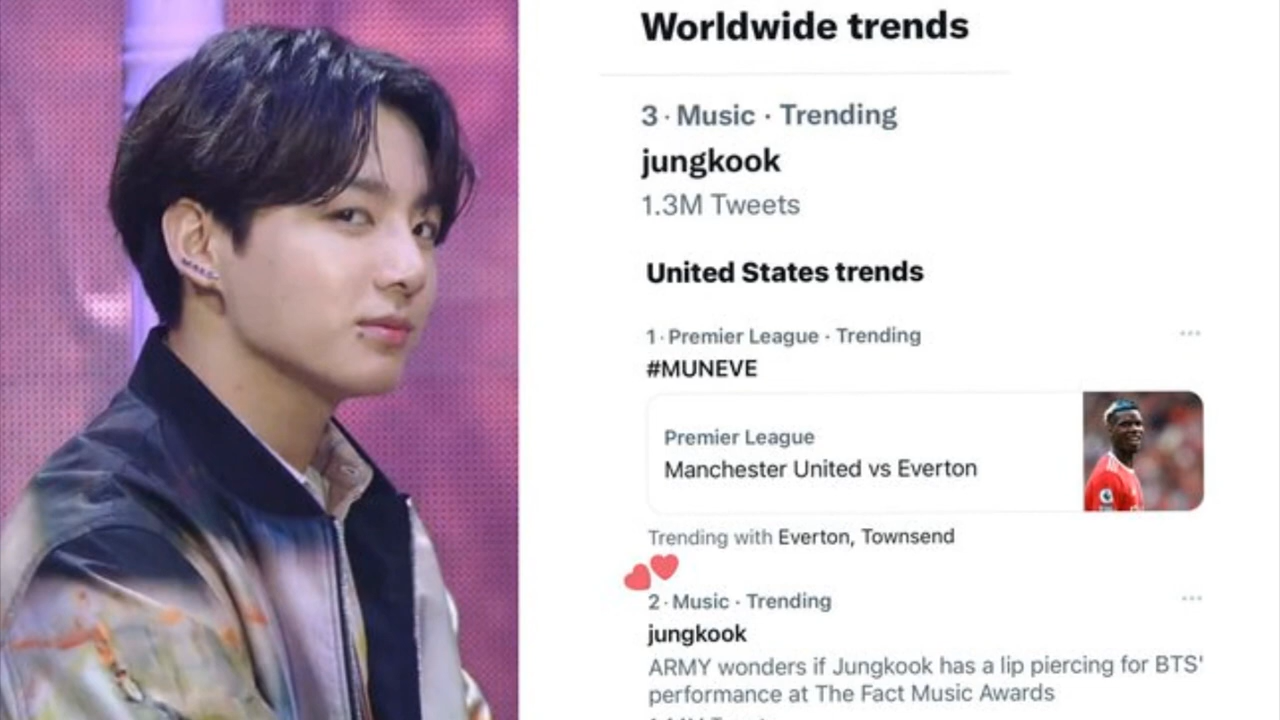 Worldwide trends
3 · Music · Trending
jungkook
1.3M Tweets
United States trends
1 · Premier League · Trending
#MUNEVE
Premier League
Manchester United vs Everton
Trending with Everton, Townsend
2 · Music · Trending
jungkook
ARMY wonders if Jungkook has a lip piercing for BTS'
performance at The Fact Music Awards